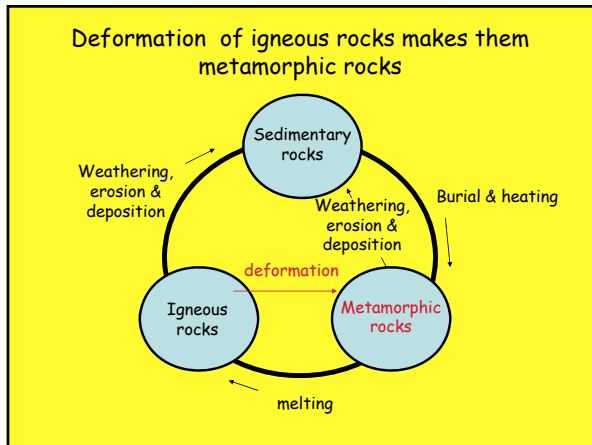 Deformation of igneous rocks makes them
metamorphic rocks
Sedimentary
rocks
Weathering,
erosion &
deposition
Weathering,
erosion &
deposition
Burial & heating
deformation
Igneous
rocks
Metamorphic
rocks
melting